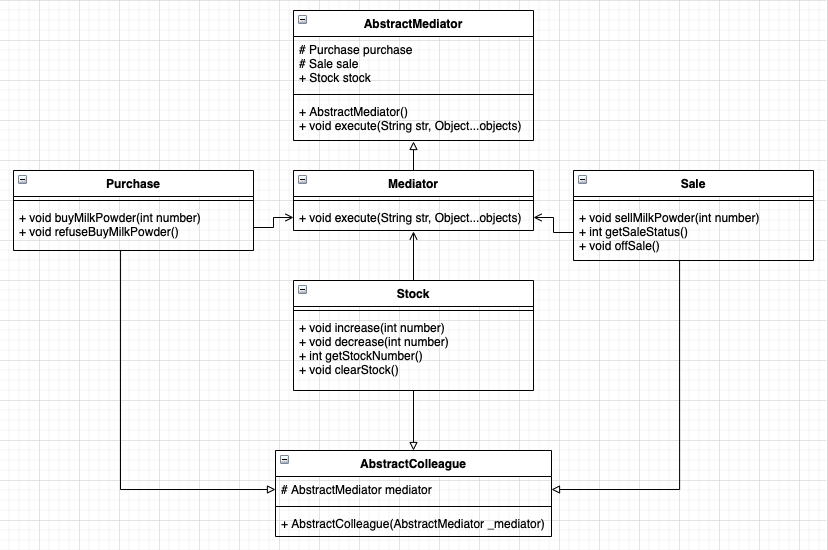 AbstractMediator
# Purchase purchase
# Sale sale
+ Stock stock
+ AbstractMediator()
+ void execute(String str, Object...objects)
Purchase
+ void buyMilkPowder(int number)
+ void refuseBuyMilkPowder()
Mediator
+ void execute(String str, Object...objects)
Sale
+ void sellMilkPowder(int number)
+ int getSaleStatus()
+ void offSale()
Stock
+ void increase(int number)
+ void decrease(int number)
+ int getStockNumber()
+ void clearStock()
AbstractColleague
# AbstractMediator mediator
+ AbstractColleague(AbstractMediator _mediator)